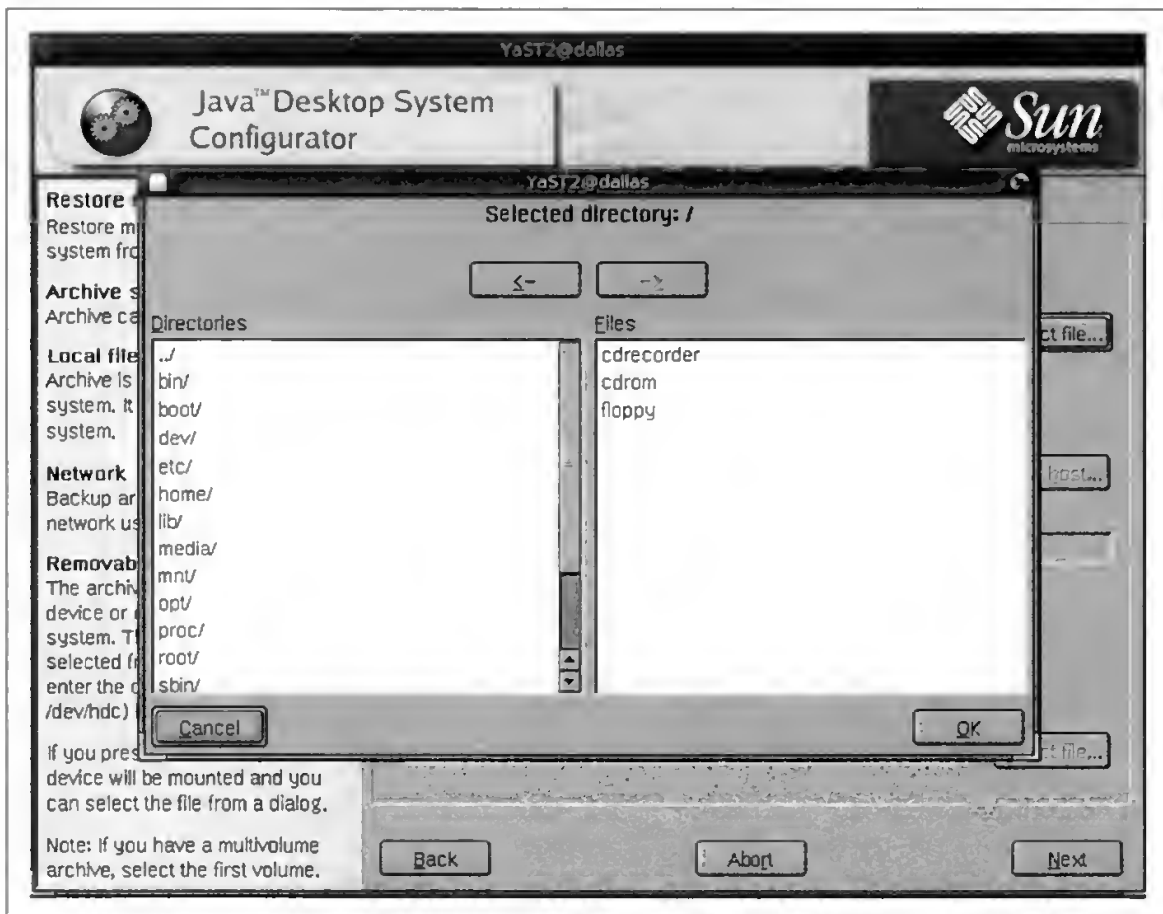 YaST2@dallas
Java™ Desktop System
Configurator
Sun
microsystems
YaST2@dallas
Selected directory: /
<-
->
Directories
../
bin/
boot/
dev/
etc/
home/
lib/
media/
mnt/
opt/
proc/
root/
sbin/
Files
cdrecorder
cdrom
floppy
Cancel
OK
Restore
Restore m
system fro
Archive s
Archive ca
Local file
Archive is
system. It
system.
Network
Backup ar
network us
Removab
The archiv
device or
system. T
selected f
enter the d
/dev/hdc)
If you pres
device will be mounted and you
can select the file from a dialog.
Note: If you have a multivolume
archive, select the first volume.
ct file...
host...
ct file...
Back
Abort
Next